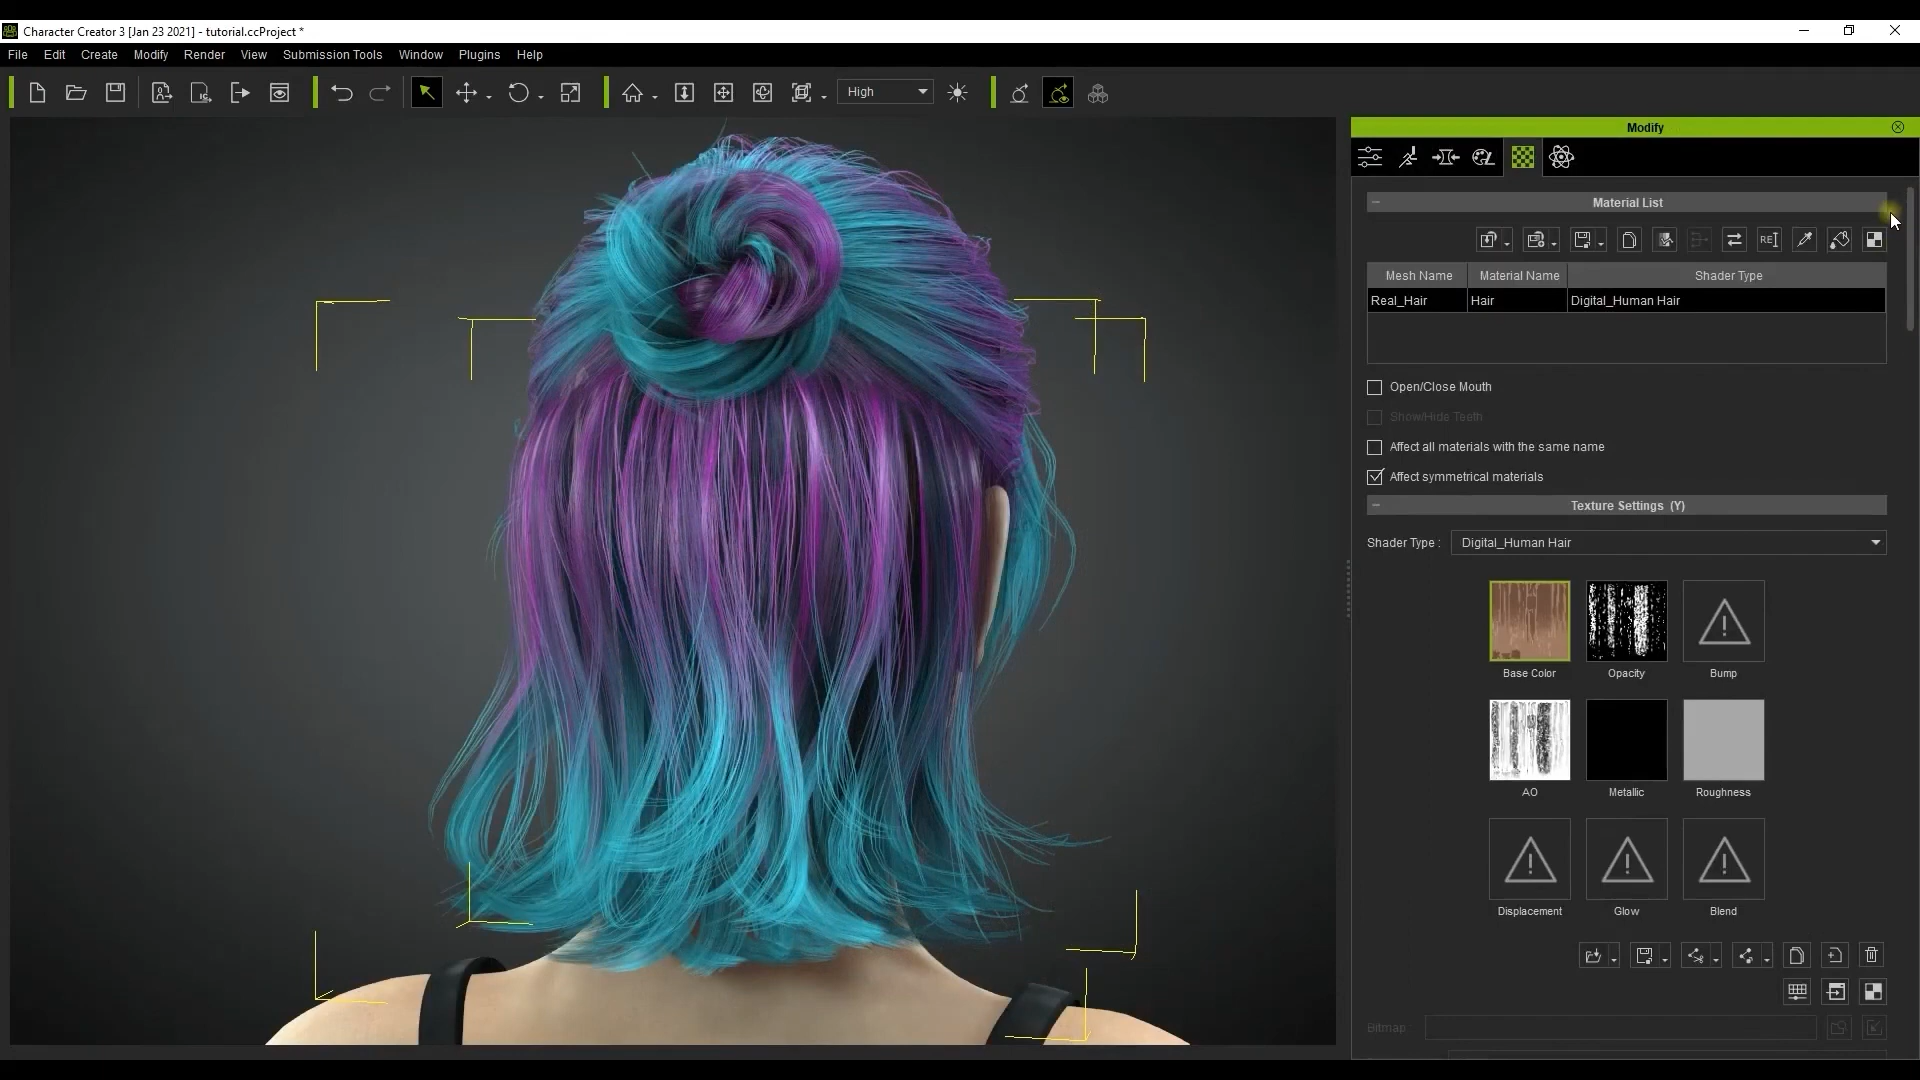 Character Creator 3 [Jan 23 2021] - tutorial.ccProject *
File Edit Create Modify Render View Submission Tools Window Plugins Help
High
Modify
Material List
REI
Mesh Name Material Name Shader Type
Real_Hair Hair Digital_Human Hair
Open/Close Mouth
Show/Hide Teeth
Affect all materials with the same name
Affect symmetrical materials
Texture Settings (Y)
Shader Type : Digital_Human Hair
Base Color Opacity Bump
AO Metallic Roughness
Displacement Glow Blend
Bitmap